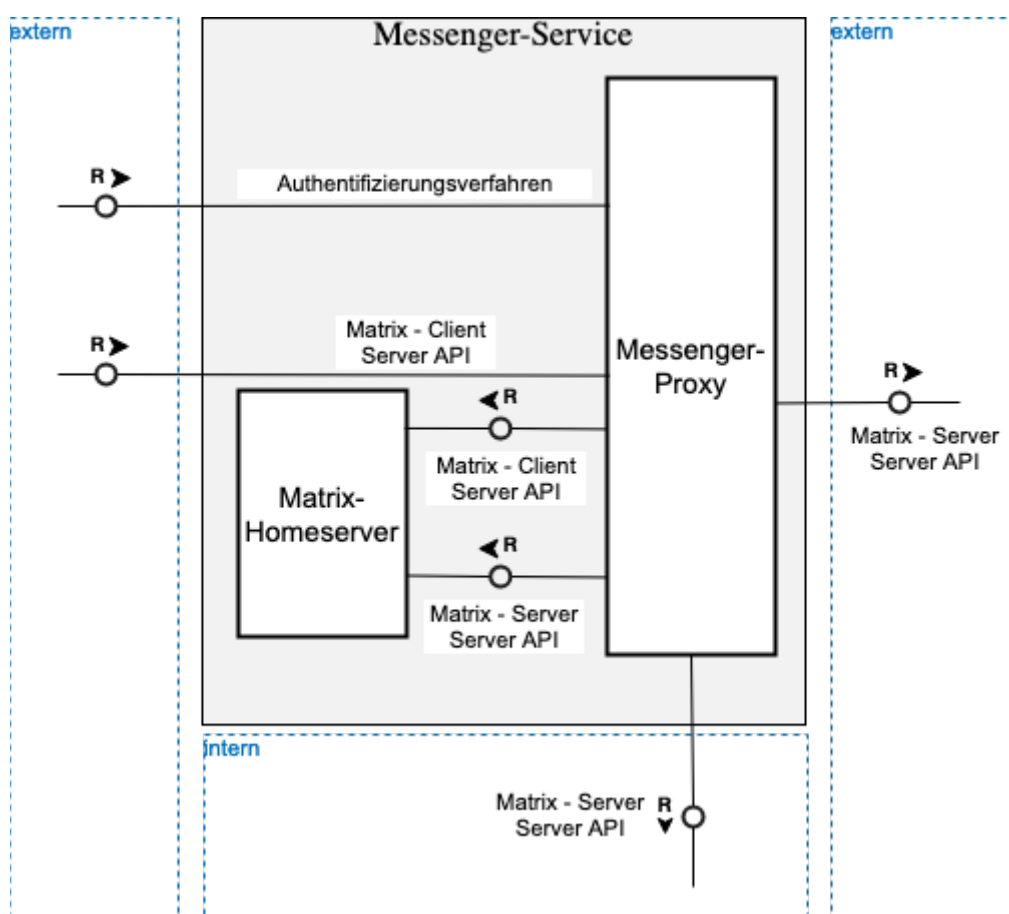 extern
Messenger-Service
extern
R
Authentifizierungsverfahren
R
Matrix - Client
Server API
Messenger-
Proxy
R
Matrix - Server
Server API
R
Matrix - Client
Server API
Matrix-
Homeserver
R
Matrix - Server
Server API
intern
Matrix - Server
Server API
R